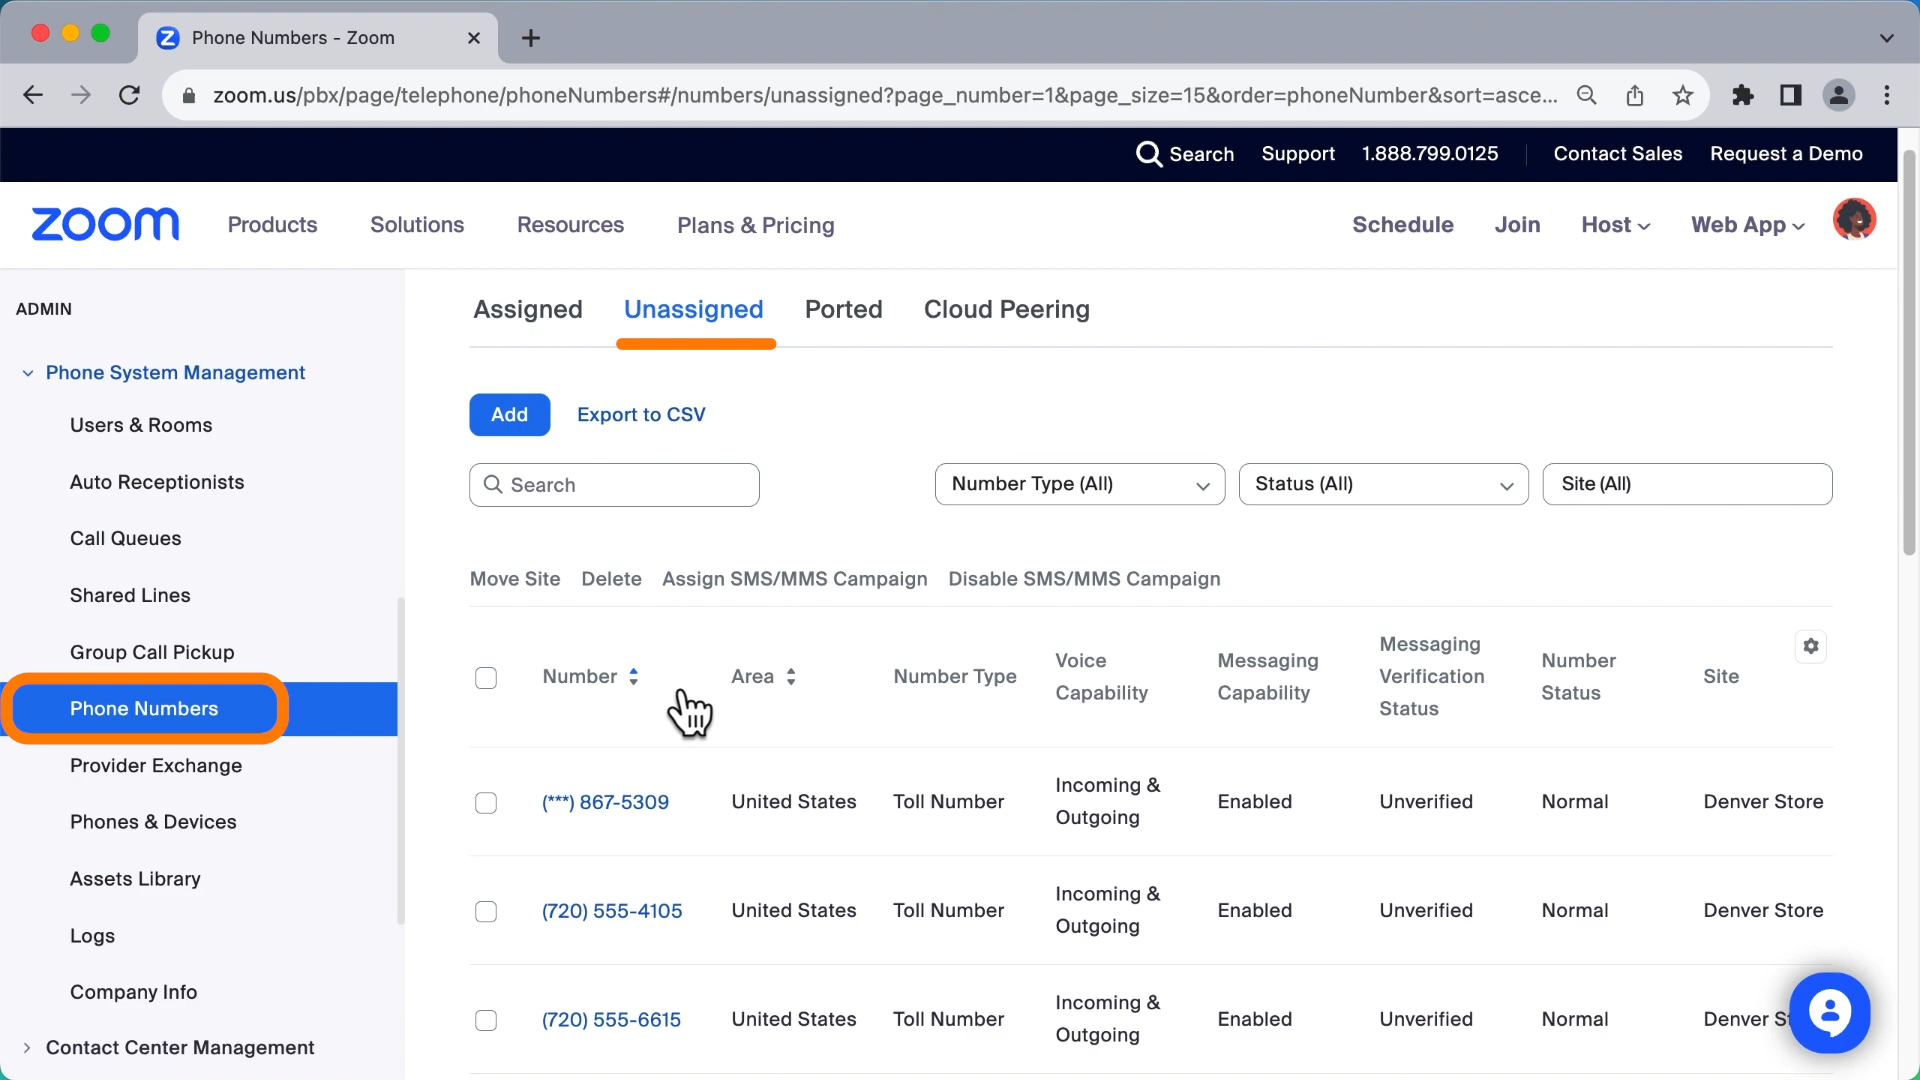 Phone Numbers - Zoom
zoom.us/pbx/page/telephone/phoneNumbers#/numbers/unassigned?page_number=1&page_size=15&order=phoneNumber&sort=asce...
Search Support 1.888.799.0125 Contact Sales Request a Demo
zoom Products Solutions Resources Plans & Pricing Schedule Join Host Web App
ADMIN
Phone System Management
Users & Rooms
Auto Receptionists
Call Queues
Shared Lines
Group Call Pickup
Phone Numbers
Provider Exchange
Phones & Devices
Assets Library
Logs
Company Info
Contact Center Management
Assigned Unassigned Ported Cloud Peering
Add Export to CSV
Search Number Type (All) Status (All) Site (All)
Move Site Delete Assign SMS/MMS Campaign Disable SMS/MMS Campaign
Number Area Number Type Voice Capability Messaging Capability Messaging Verification Status Number Status Site
(***) 867-5309 United States Toll Number Incoming & Outgoing Enabled Unverified Normal Denver Store
(720) 555-4105 United States Toll Number Incoming & Outgoing Enabled Unverified Normal Denver Store
(720) 555-6615 United States Toll Number Incoming & Outgoing Enabled Unverified Normal Denver St